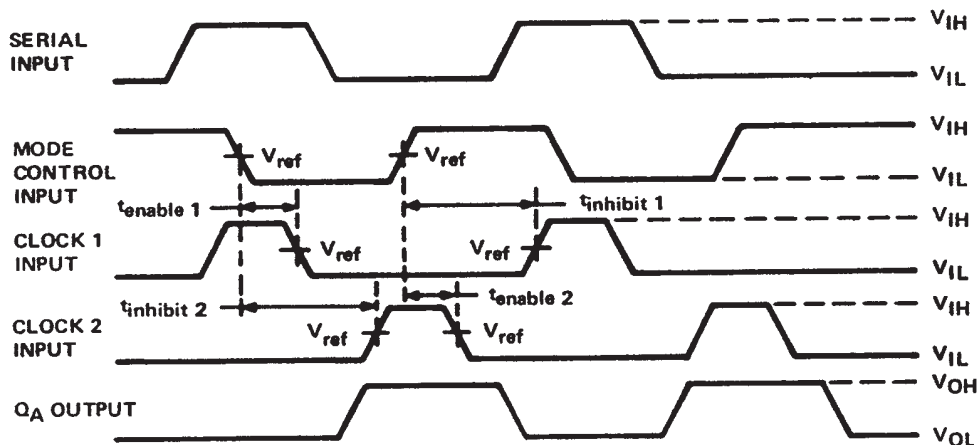 SERIAL
INPUT
V_IH
V_IL
MODE
CONTROL
INPUT
V_ref
V_ref
V_IH
V_IL
t_enable 1
t_inhibit 1
CLOCK 1
INPUT
V_ref
V_ref
V_IH
V_IL
t_inhibit 2
t_enable 2
CLOCK 2
INPUT
V_ref
V_ref
V_IH
V_IL
Q_A OUTPUT
V_OH
V_OL